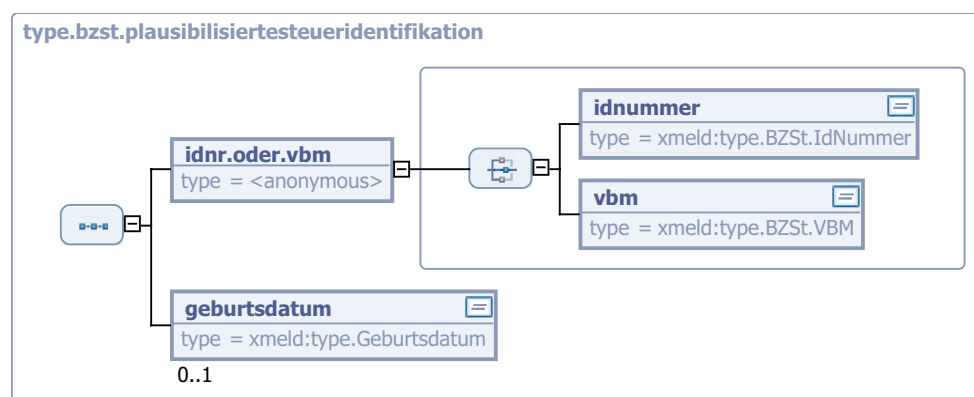 type.bzst.plausibilisiertesteueridentifikation
idnummer
type = xmeld:type.BZSt.IdNummer
idnr.oder.vbm
type = <anonymous>
vbm
type = xmeld:type.BZSt.VBM
geburtsdatum
type = xmeld:type.Geburtsdatum
0..1